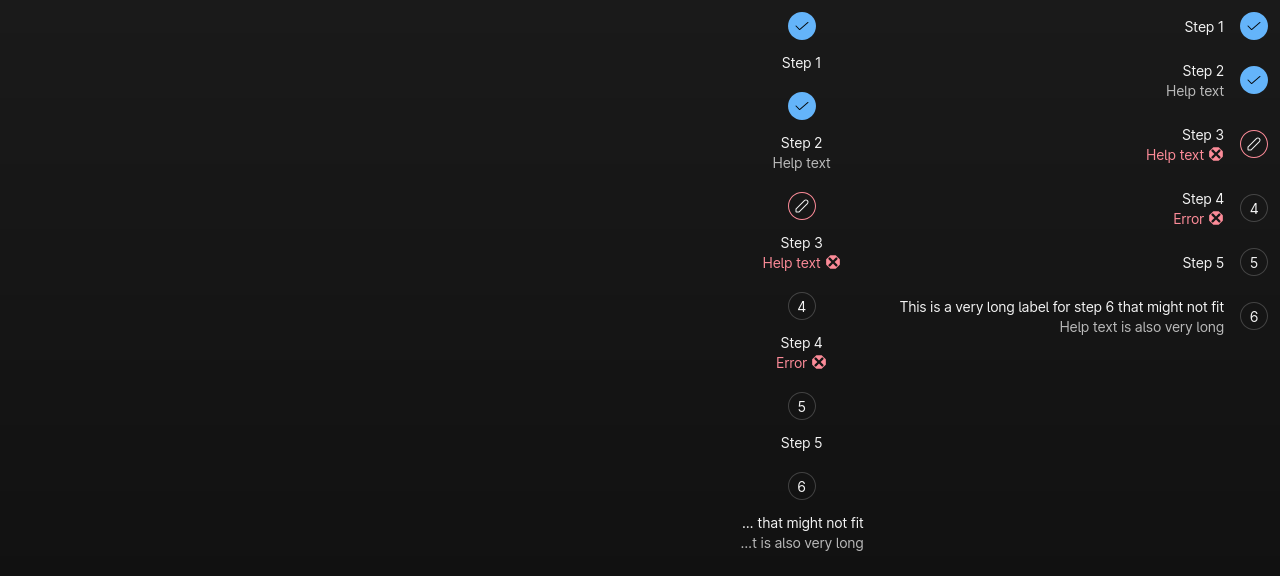 Step 1
Step 2
Help text
Step 3
Help text
4
Step 4
Error
5
Step 5
6
... that might not fit
...t is also very long
Step 1
Step 2
Help text
Step 3
Help text
Step 4
Error
4
Step 5
5
This is a very long label for step 6 that might not fit
Help text is also very long
6